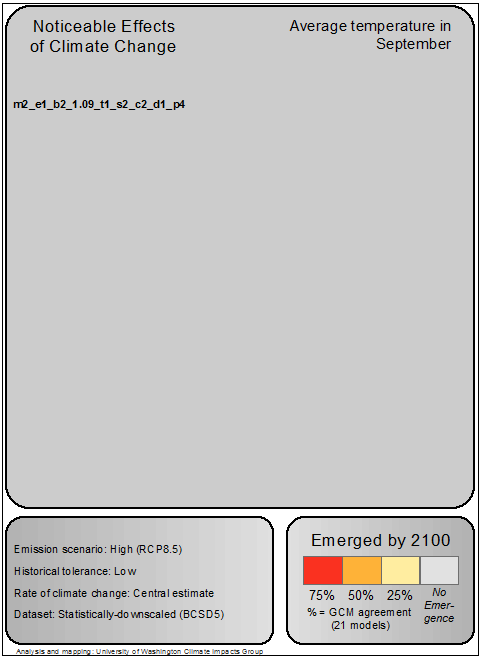 Noticeable Effects
of Climate Change
Average temperature in
September
m2_e1_b2_1.09_t1_s2_c2_d1_p4
Emission scenario: High (RCP8.5)
Historical tolerance: Low
Rate of climate change: Central estimate
Dataset: Statistically-downscaled (BCSD5)
Emerged by 2100
75% 50% 25% No
Emer-
gence
% = GCM agreement
(21 models)
Analysis and mapping: University of Washington Climate Impacts Group